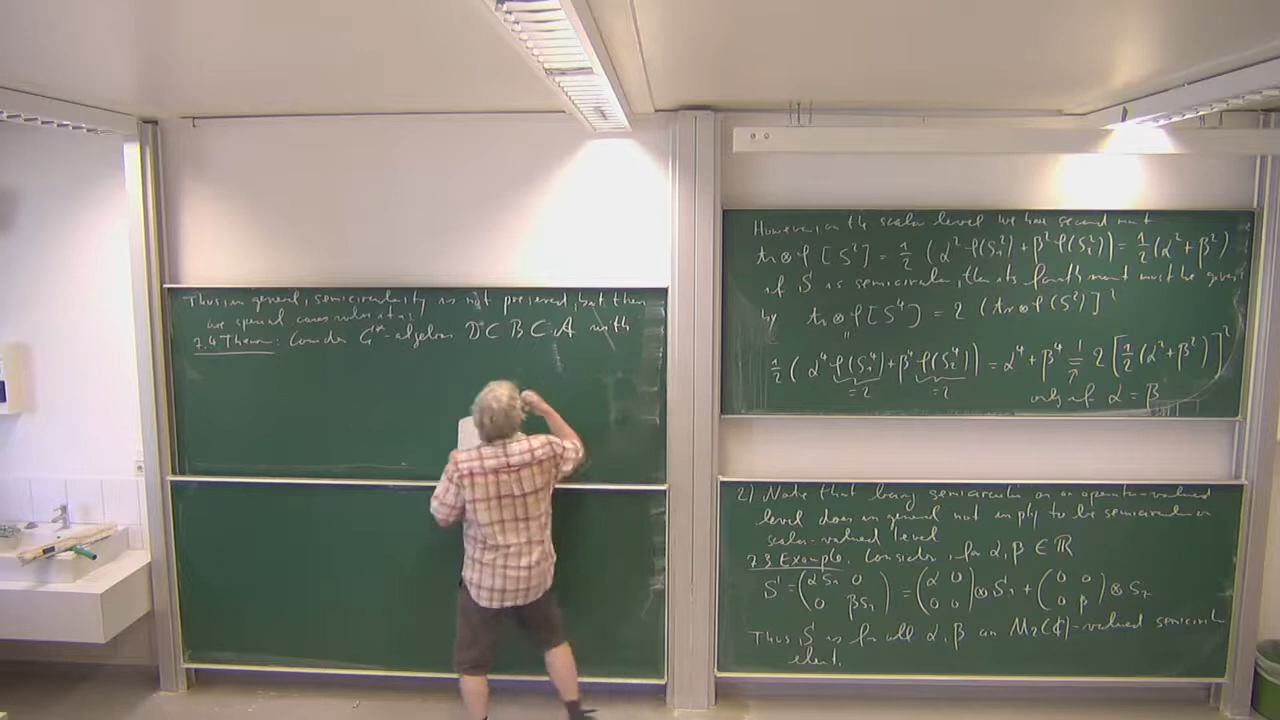 Thus, in general, semicircularity is not preserved, but there
are special cases where it is:
7.4 Theorem: Consider C*-algebras D ⊂ B ⊂ A with
However, on the scalar level we have second mt
tr⊗φ [S²] = 1/2 (α² φ(S₁²) + β² φ(S₂²)) = 1/2 (α² + β²)
if S is semicircular, then its fourth mt must be given
by tr⊗φ [S⁴] = 2 (tr⊗φ (S²)]²
"
1/2 (α⁴ φ(S₁⁴) + β⁴ φ(S₂⁴)) = α⁴ + β⁴ = 2 [1/2 (α² + β²)]²
=2 =2 only if α = β
2) Note that being semicircular on an operator-valued
level does in general not imply to be semicircular on
scalar-valued level
7.3 Example. Consider, for α, β ∈ ℝ
S = (αS₁ 0 ; 0 βS₂) = (α 0 ; 0 0) ⊗ S₁ + (0 0 ; 0 β) ⊗ S₂
Thus, S is for all α, β an M₂(ℂ)-valued semicircul
element.